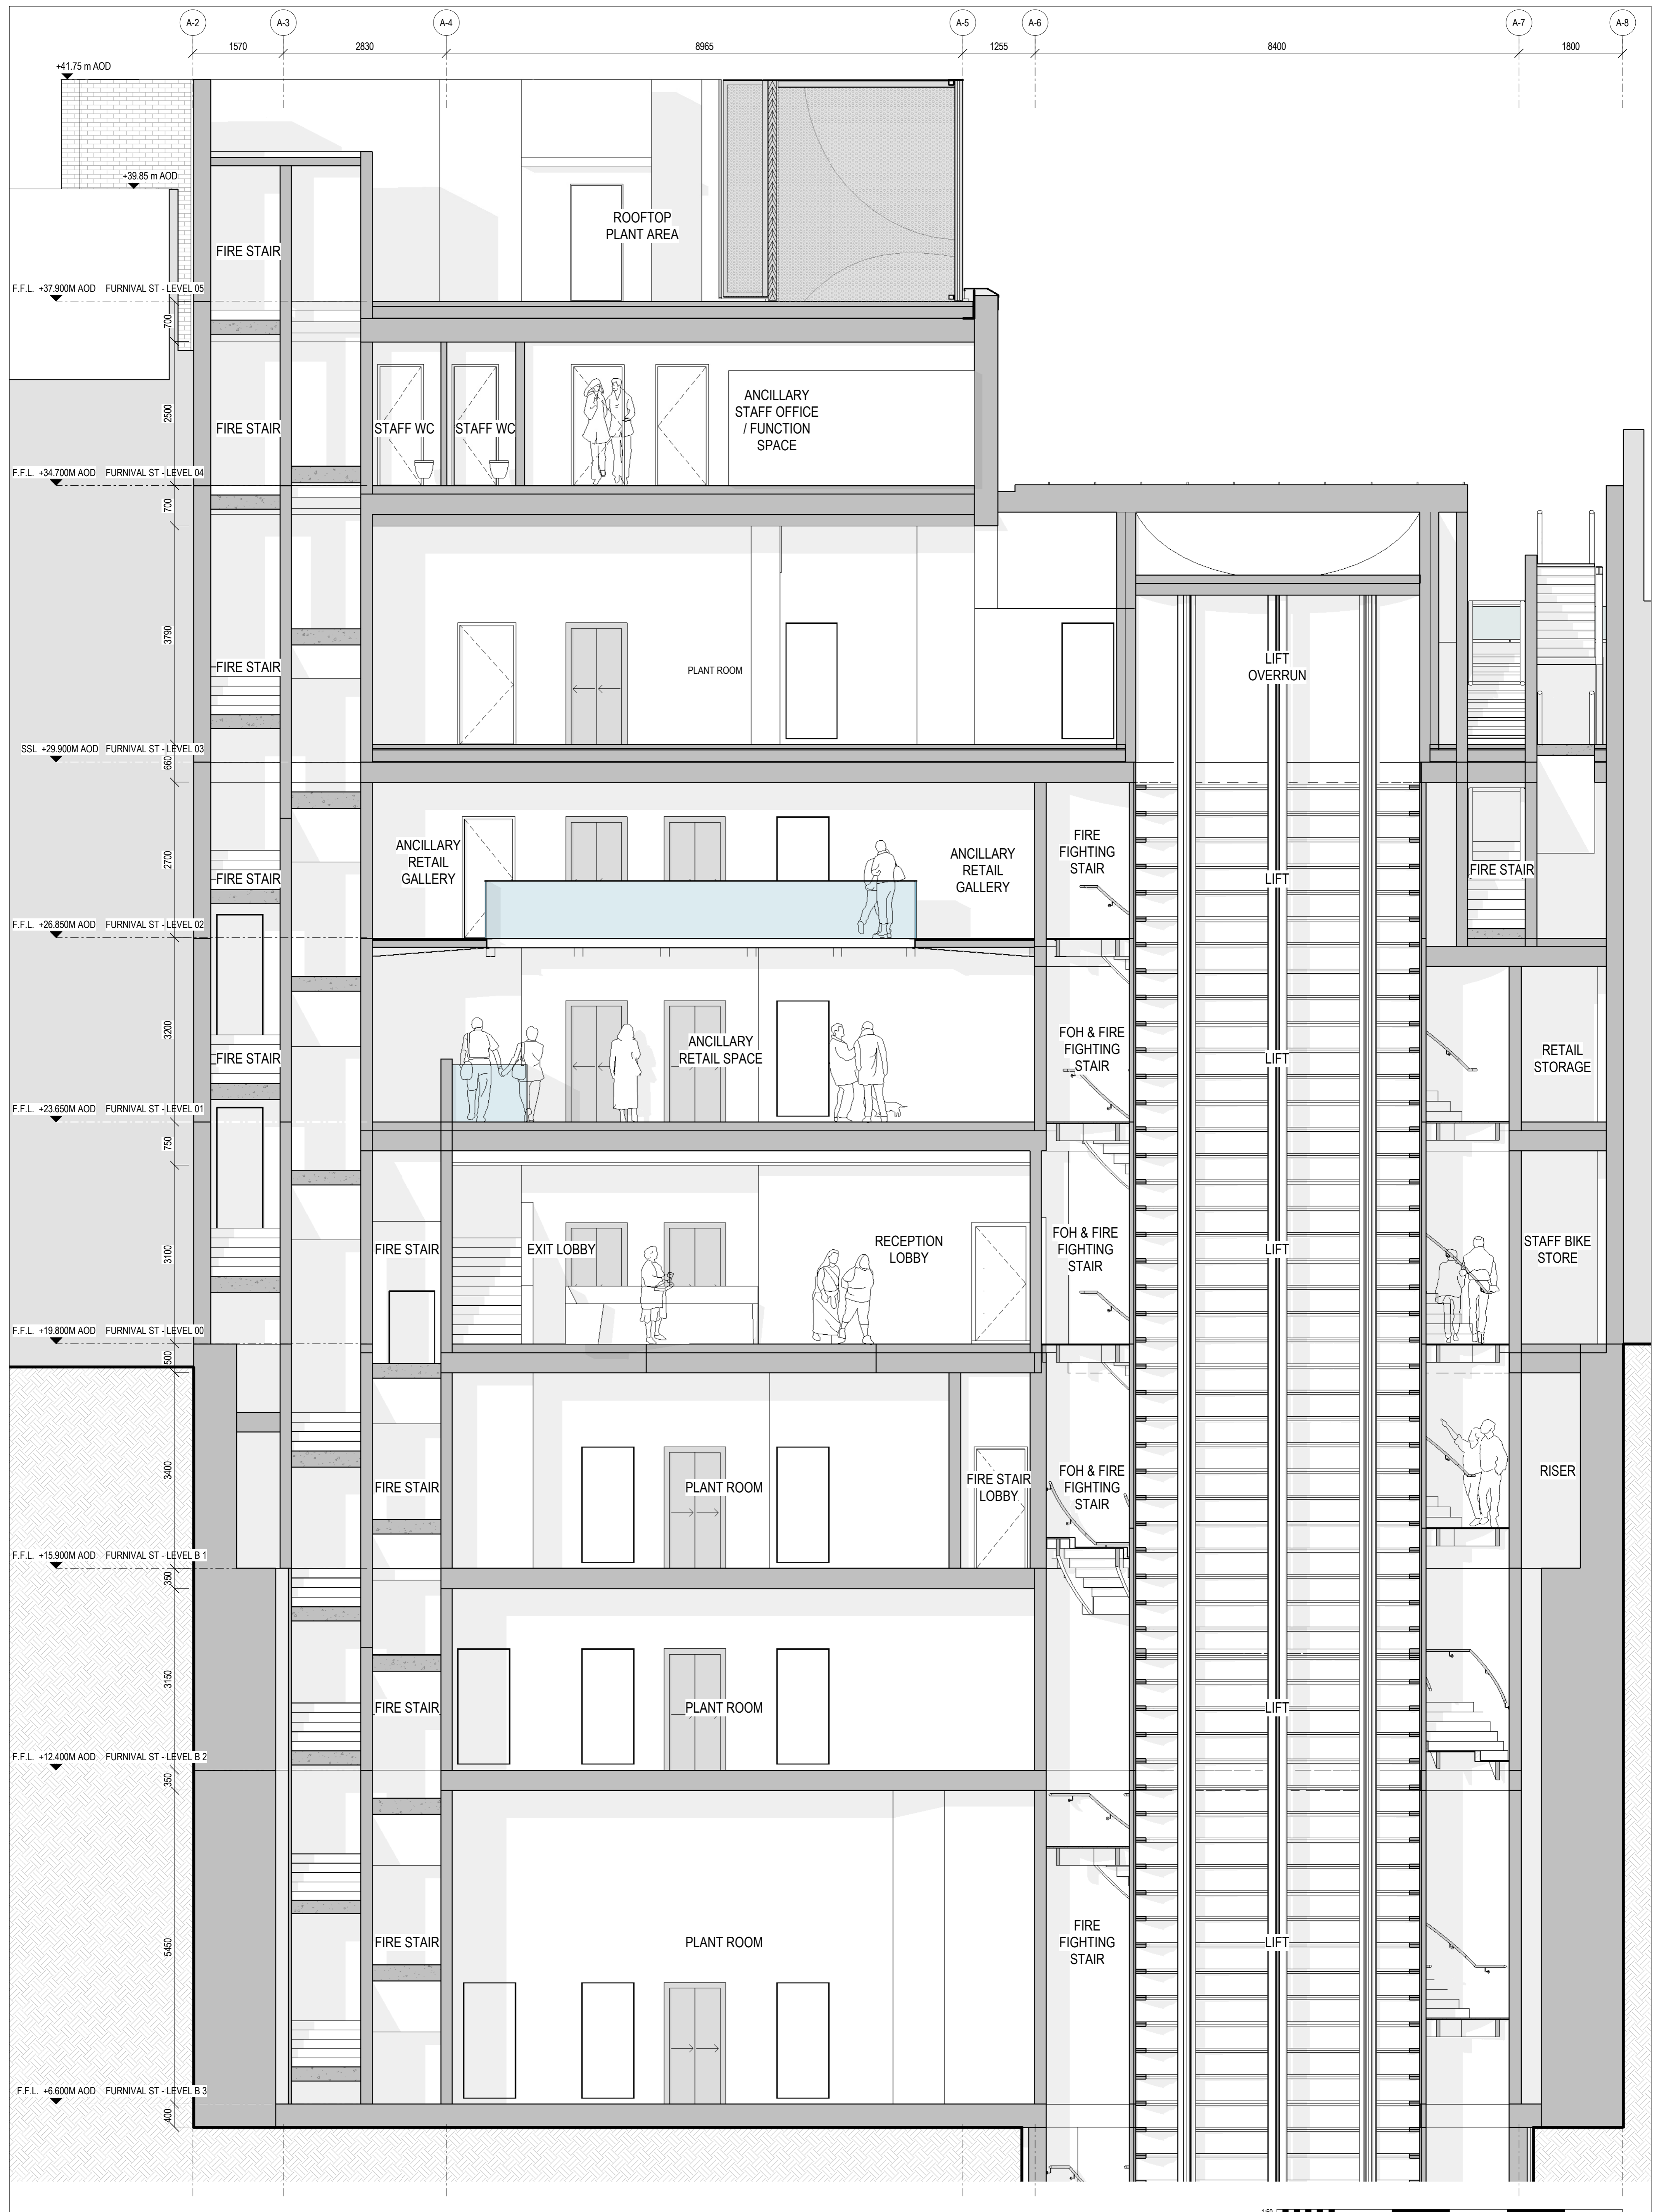 A-2
A-3
A-4
A-5
A-6
A-7
A-8
1570
2830
8965
1255
8400
1800
+41.75 m AOD
+39.85 m AOD
ROOFTOP
PLANT AREA
FIRE STAIR
F.F.L. +37.900M AOD FURNIVAL ST - LEVEL 05
700
2500
FIRE STAIR
STAFF WC
STAFF WC
ANCILLARY
STAFF OFFICE
/ FUNCTION
SPACE
F.F.L. +34.700M AOD FURNIVAL ST - LEVEL 04
700
3790
FIRE STAIR
PLANT ROOM
LIFT
OVERRUN
SSL +29.900M AOD FURNIVAL ST - LEVEL 03
660
2700
FIRE STAIR
ANCILLARY
RETAIL
GALLERY
ANCILLARY
RETAIL
GALLERY
FIRE
FIGHTING
STAIR
LIFT
FIRE STAIR
F.F.L. +26.850M AOD FURNIVAL ST - LEVEL 02
3200
FIRE STAIR
ANCILLARY
RETAIL SPACE
FOH & FIRE
FIGHTING
STAIR
LIFT
RETAIL
STORAGE
F.F.L. +23.650M AOD FURNIVAL ST - LEVEL 01
750
3100
FIRE STAIR
EXIT LOBBY
RECEPTION
LOBBY
FOH & FIRE
FIGHTING
STAIR
LIFT
STAFF BIKE
STORE
F.F.L. +19.800M AOD FURNIVAL ST - LEVEL 00
500
3400
FIRE STAIR
PLANT ROOM
FIRE STAIR
LOBBY
FOH & FIRE
FIGHTING
STAIR
RISER
F.F.L. +15.900M AOD FURNIVAL ST - LEVEL B 1
350
3150
FIRE STAIR
PLANT ROOM
LIFT
F.F.L. +12.400M AOD FURNIVAL ST - LEVEL B 2
350
5450
FIRE STAIR
PLANT ROOM
FIRE
FIGHTING
STAIR
LIFT
F.F.L. +6.600M AOD FURNIVAL ST - LEVEL B 3
400